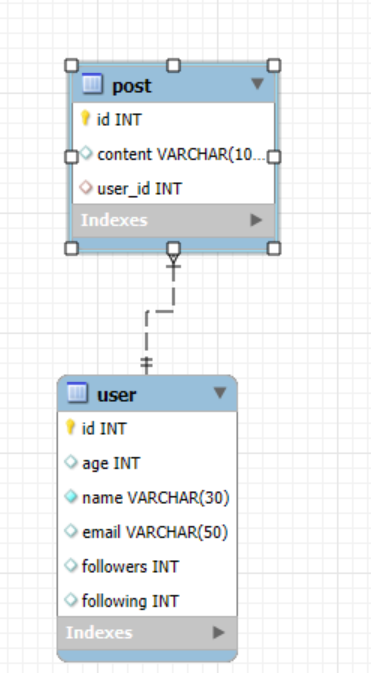 post
id INT
content VARCHAR(10...
user_id INT
Indexes
user
id INT
age INT
name VARCHAR(30)
email VARCHAR(50)
followers INT
following INT
Indexes